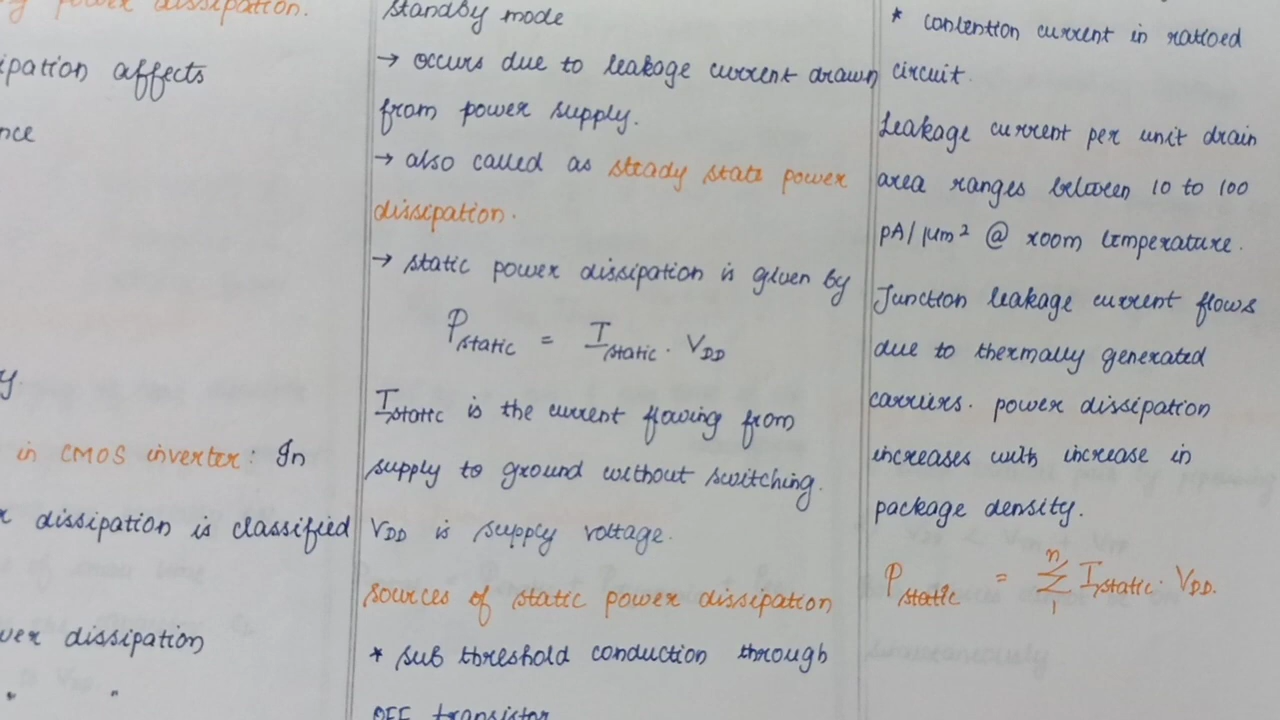 power dissipation.
ipation affects
nce
y
in CMOS inverter: In
r dissipation is classified
wer dissipation
" "
standby mode
→ occurs due to leakage current drawn
from power supply.
→ also called as steady state power
dissipation.
→ static power dissipation is given by
Pstatic = Istatic . VDD
Istatic is the current flowing from
supply to ground without switching.
VDD is supply voltage.
sources of static power dissipation
* sub threshold conduction through
OFF transistor
* contention current in ratioed
circuit.
Leakage current per unit drain
area ranges between 10 to 100
pA/μm² @ room temperature.
Junction leakage current flows
due to thermally generated
carriers. power dissipation
increases with increase in
package density.
Pstatic = n∑1 Istatic . VDD.